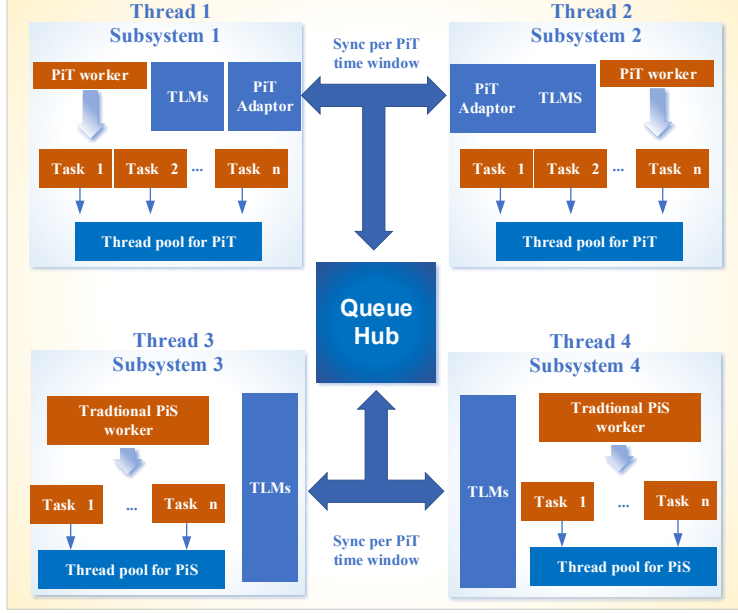 Thread 1
Subsystem 1
PiT worker
TLMs
PiT
Adaptor
Task 1
Task 2
...
Task n
Thread pool for PiT
Sync per PiT
time window
Thread 2
Subsystem 2
PiT
Adaptor
TLMS
PiT worker
Task 1
Task 2
...
Task n
Thread pool for PiT
Queue
Hub
Thread 3
Subsystem 3
Tradtional PiS
worker
TLMs
Task 1
...
Task n
Thread pool for PiS
Sync per PiT
time window
Thread 4
Subsystem 4
TLMs
Tradtional PiS
worker
Task 1
...
Task n
Thread pool for PiS